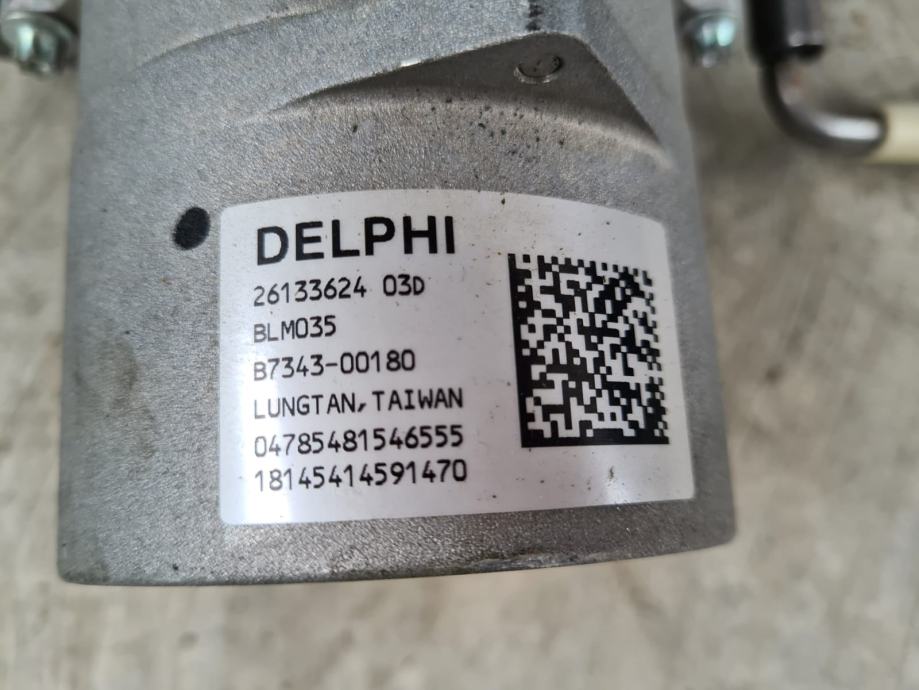 DELPHI
26133624 03D
BLM035
B7343-00180
LUNGTAN, TAIWAN
04785481546555
18145414591470